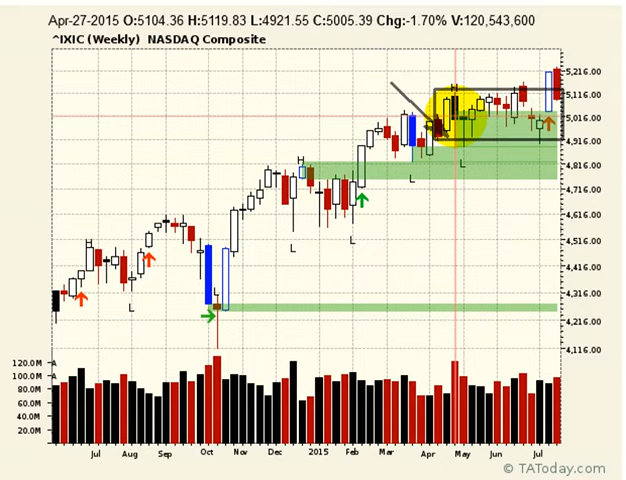 Apr-27-2015 O:5104.36 H:5119.83 L:4921.55 C:5005.39 Chg:-1.70% V:120,543,600
^IXIC (Weekly) NASDAQ Composite
5,216.00
5,116.00
5,016.00
4,916.00
4,816.00
4,716.00
4,616.00
4,516.00
4,416.00
4,316.00
4,216.00
4,116.00
H
H
H
L
L
L
L
L
L
120.0M A
100.0M A
80.0M
60.0M
40.0M
20.0M
Jul Aug Sep Oct Nov Dec 2015 Feb Mar Apr May Jun Jul
© TAToday.com